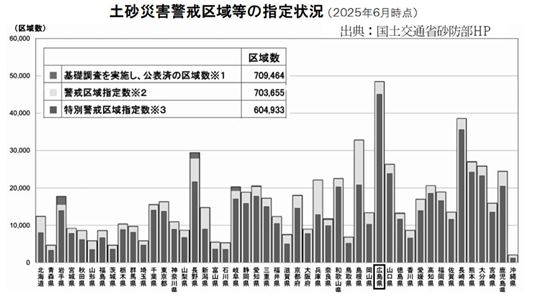 土砂災害警戒区域等の指定状況（2025年6月時点）
出典：国土交通省砂防部HP
(区域数)
区域数
基礎調査を実施し、公表済の区域数※1 709,464
警戒区域指定数※2 703,655
特別警戒区域指定数※3 604,933
60,000
50,000
40,000
30,000
20,000
10,000
0
北海道 青森県 岩手県 宮城県 秋田県 山形県 福島県 茨城県 栃木県 群馬県 埼玉県 千葉県 東京都 神奈川県 山梨県 長野県 新潟県 富山県 石川県 岐阜県 静岡県 愛知県 三重県 福井県 滋賀県 京都府 大阪府 兵庫県 奈良県 和歌山県 鳥取県 島根県 岡山県 広島県 山口県 徳島県 香川県 愛媛県 高知県 福岡県 佐賀県 長崎県 熊本県 大分県 宮崎県 鹿児島県 沖縄県